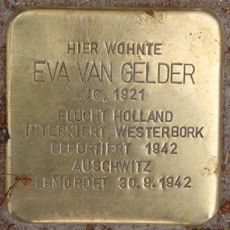 HIER WOHNTE
EVA VAN GELDER
JG. 1921
FLUCHT HOLLAND
INTERNIERT WESTERBORK
DEPORTIERT 1942
AUSCHWITZ
ERMORDET 30.9.1942